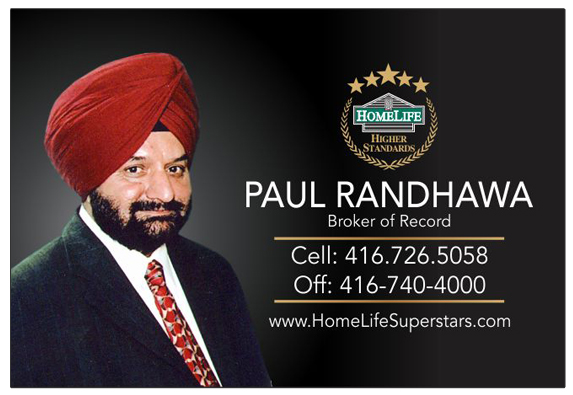 HOMELIFE
HIGHER
STANDARDS
PAUL RANDHAWA
Broker of Record
Cell: 416.726.5058
Off: 416-740-4000
www.HomeLifeSuperstars.com